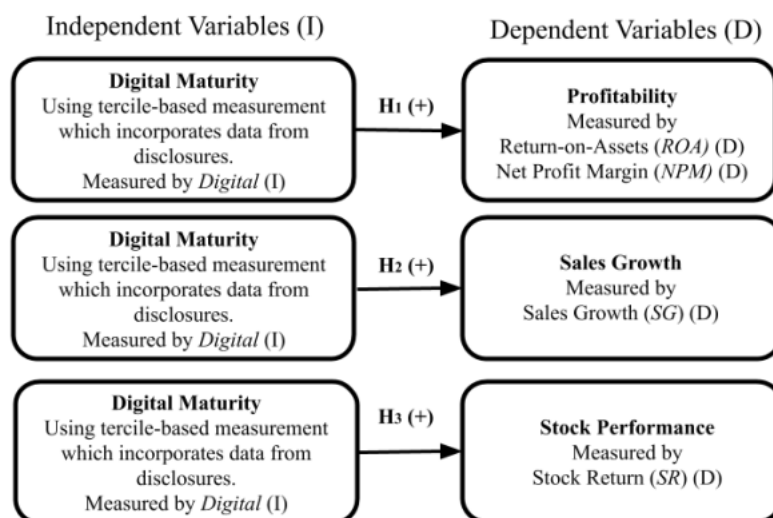 Independent Variables (I)
Dependent Variables (D)
Digital Maturity
Using tercile-based measurement
which incorporates data from
disclosures.
Measured by Digital (I)
H1 (+)
Profitability
Measured by
Return-on-Assets (ROA) (D)
Net Profit Margin (NPM) (D)
Digital Maturity
Using tercile-based measurement
which incorporates data from
disclosures.
Measured by Digital (I)
H2 (+)
Sales Growth
Measured by
Sales Growth (SG) (D)
Digital Maturity
Using tercile-based measurement
which incorporates data from
disclosures.
Measured by Digital (I)
H3 (+)
Stock Performance
Measured by
Stock Return (SR) (D)